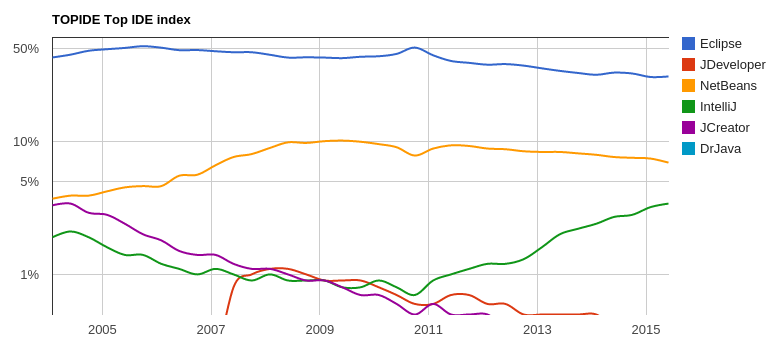 TOPIDE Top IDE index
50%
10%
5%
1%
2005 2007 2009 2011 2013 2015
Eclipse
JDeveloper
NetBeans
IntelliJ
JCreator
DrJava